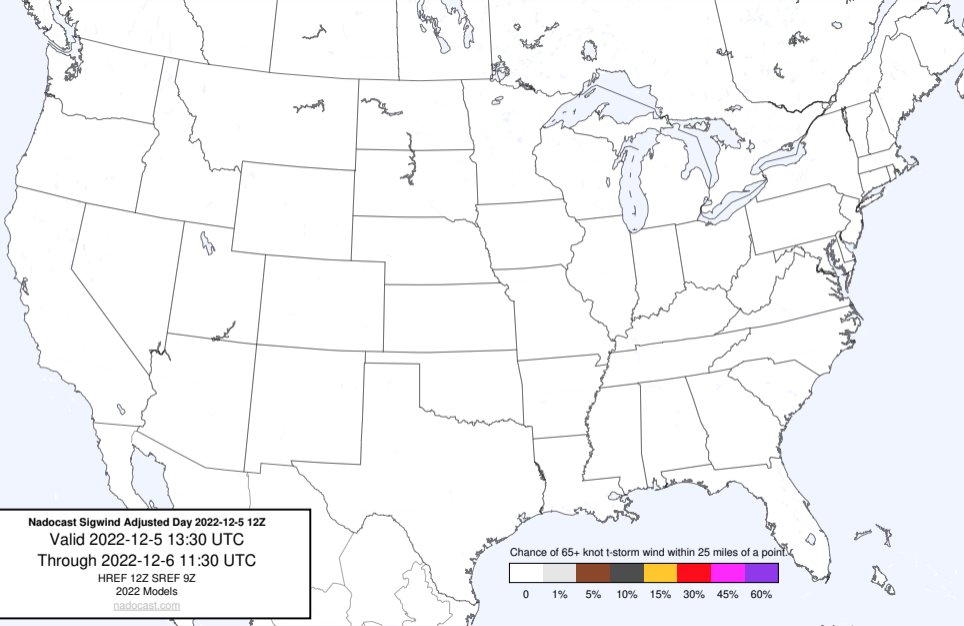 Nadocast Sigwind Adjusted Day 2022-12-5 12Z
Valid 2022-12-5 13:30 UTC
Through 2022-12-6 11:30 UTC
HREF 12Z SREF 9Z
2022 Models
nadocast.com
Chance of 65+ knot t-storm wind within 25 miles of a point.
0 1% 5% 10% 15% 30% 45% 60%